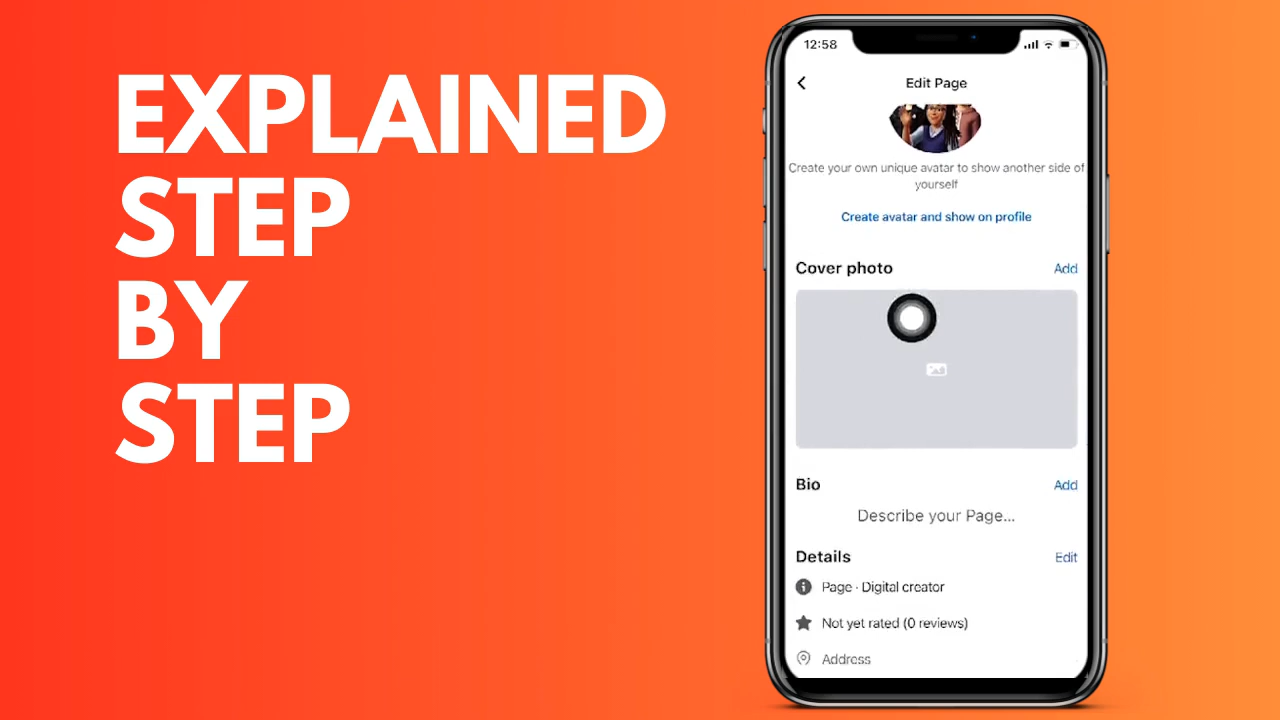 EXPLAINED
STEP
BY
STEP
12:58
Edit Page
Create your own unique avatar to show another side of
yourself
Create avatar and show on profile
Cover photo Add
Bio Add
Describe your Page...
Details Edit
Page · Digital creator
Not yet rated (0 reviews)
Address